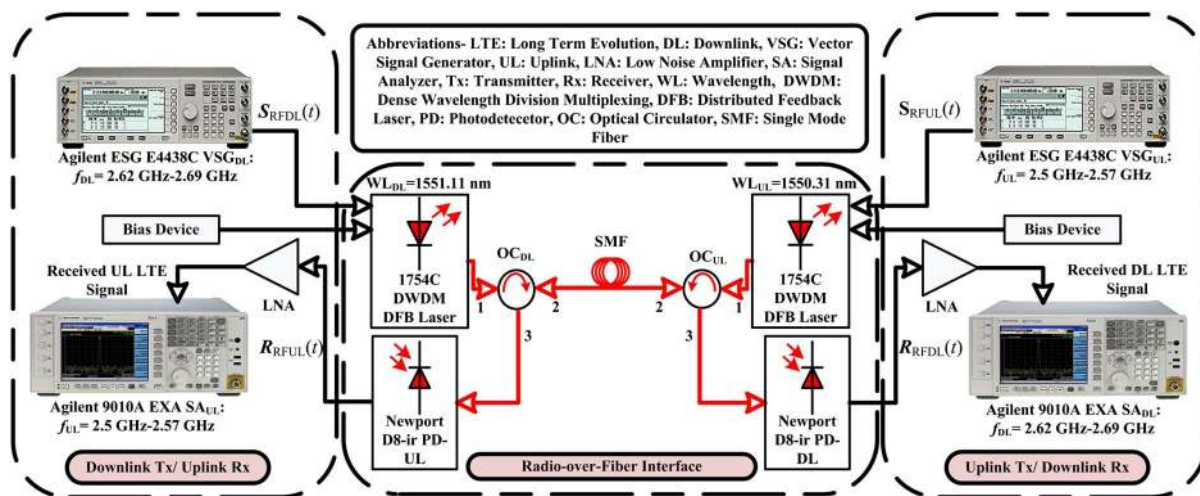 Abbreviations- LTE: Long Term Evolution, DL: Downlink, VSG: Vector
Signal Generator, UL: Uplink, LNA: Low Noise Amplifier, SA: Signal
Analyzer, Tx: Transmitter, Rx: Receiver, WL: Wavelength, DWDM:
Dense Wavelength Division Multiplexing, DFB: Distributed Feedback
Laser, PD: Photodetecetor, OC: Optical Circulator, SMF: Single Mode
Fiber
SRFDL(t)
Agilent ESG E4438C VSGDL:
fDL= 2.62 GHz-2.69 GHz
Bias Device
Received UL LTE
Signal
LNA
RRFUL(t)
Agilent 9010A EXA SAUL:
fUL= 2.5 GHz-2.57 GHz
Downlink Tx/ Uplink Rx
WLDL=1551.11 nm
1754C
DWDM
DFB Laser
OCDL
1
2
3
Newport
D8-ir PD-
UL
SMF
Radio-over-Fiber Interface
WLUL=1550.31 nm
1754C
DWDM
DFB Laser
OCUL
2
1
3
Newport
D8-ir PD-
DL
SRFUL(t)
Agilent ESG E4438C VSGUL:
fUL= 2.5 GHz-2.57 GHz
Bias Device
LNA
Received DL LTE
Signal
RRFDL(t)
Agilent 9010A EXA SADL:
fDL= 2.62 GHz-2.69 GHz
Uplink Tx/ Downlink Rx